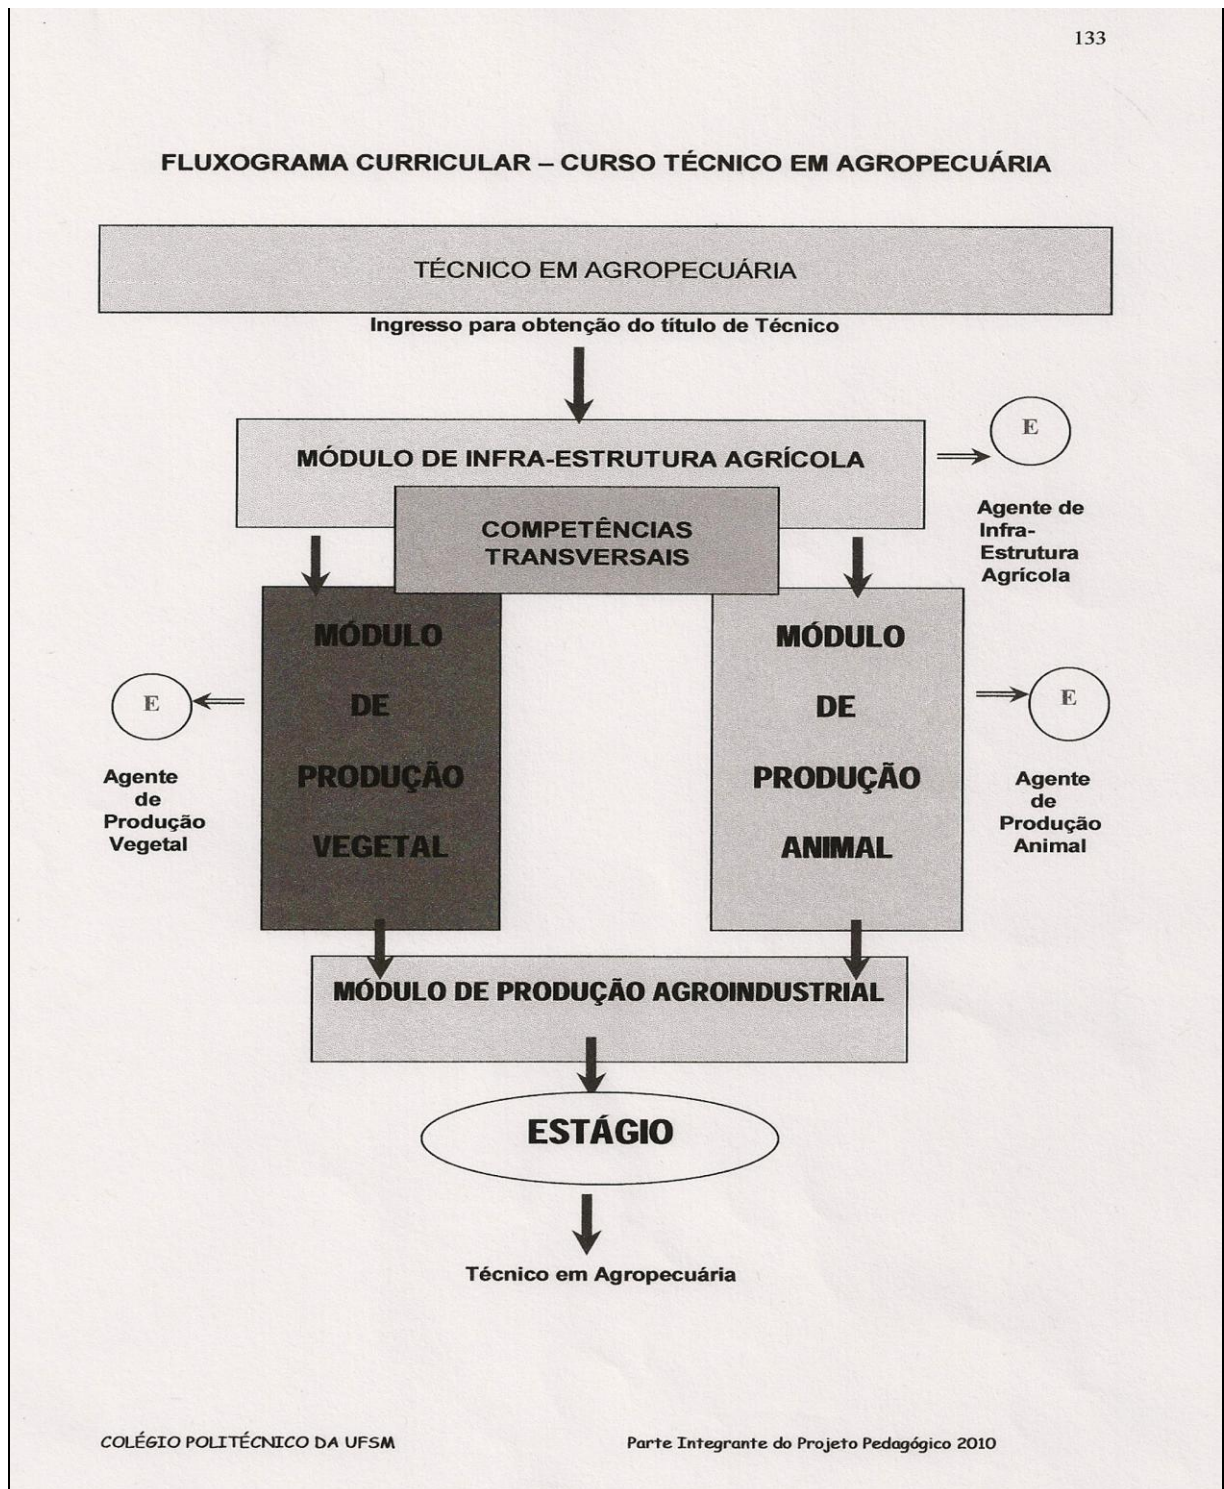 133
FLUXOGRAMA CURRICULAR – CURSO TÉCNICO EM AGROPECUÁRIA
TÉCNICO EM AGROPECUÁRIA
Ingresso para obtenção do título de Técnico
MÓDULO DE INFRA-ESTRUTURA AGRÍCOLA
E
Agente de
Infra-
Estrutura
Agrícola
COMPETÊNCIAS
TRANSVERSAIS
MÓDULO
DE
PRODUÇÃO
VEGETAL
E
Agente
de
Produção
Vegetal
MÓDULO
DE
PRODUÇÃO
ANIMAL
E
Agente
de
Produção
Animal
MÓDULO DE PRODUÇÃO AGROINDUSTRIAL
ESTÁGIO
Técnico em Agropecuária
COLÉGIO POLITÉCNICO DA UFSM
Parte Integrante do Projeto Pedagógico 2010